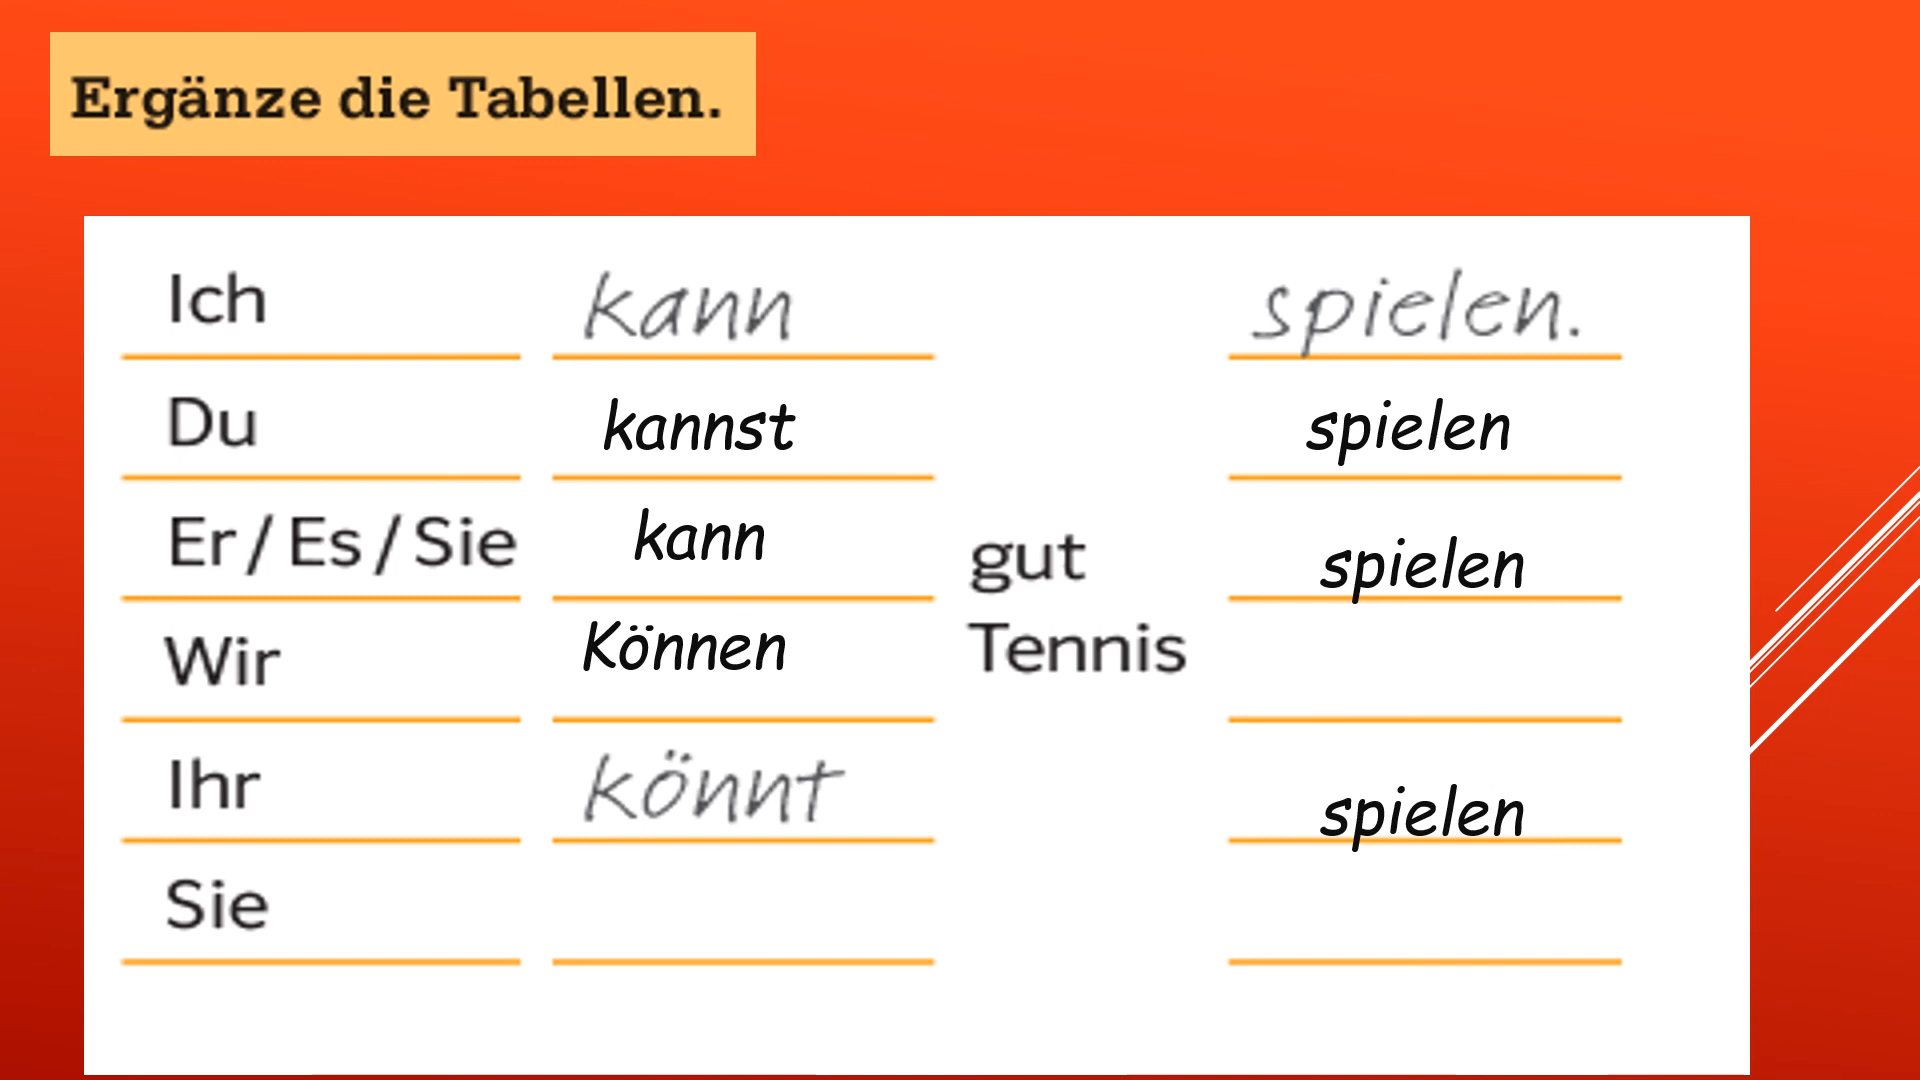 Ergänze die Tabellen.
Ich kann spielen.
Du kannst spielen
Er / Es / Sie kann gut spielen
Wir Können Tennis
Ihr könnt spielen
Sie